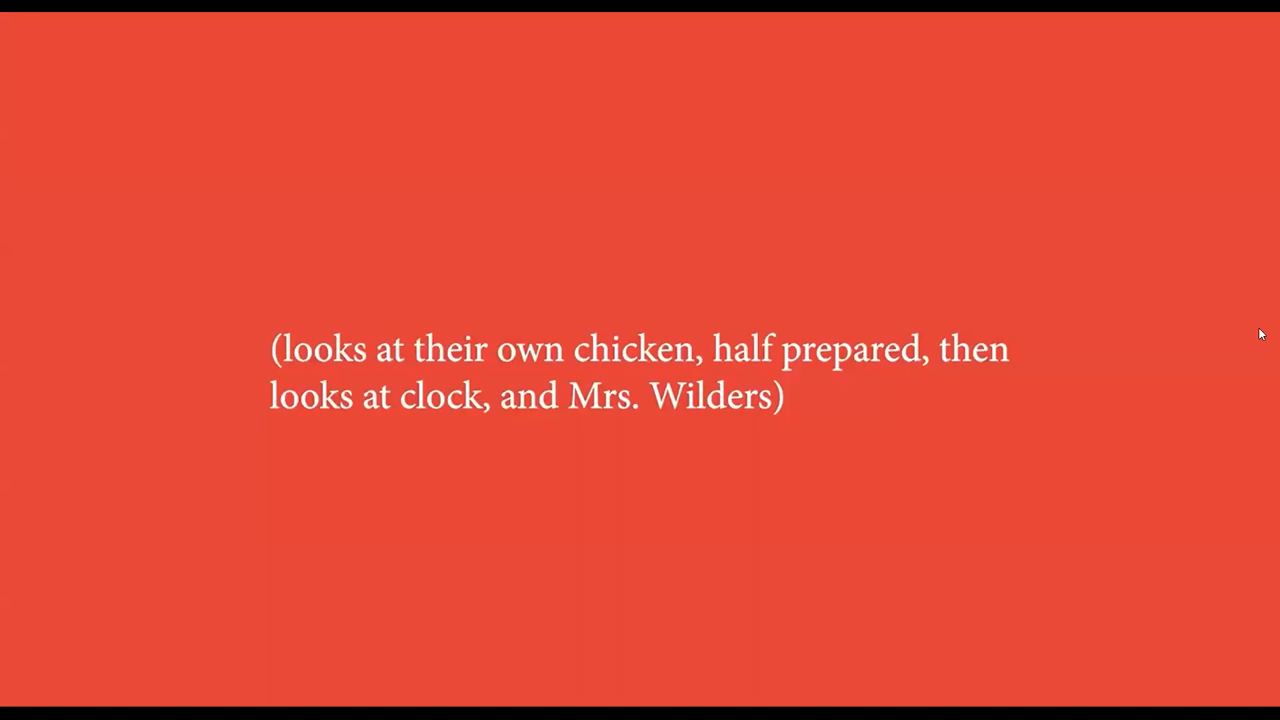 (looks at their own chicken, half prepared, then
looks at clock, and Mrs. Wilders)